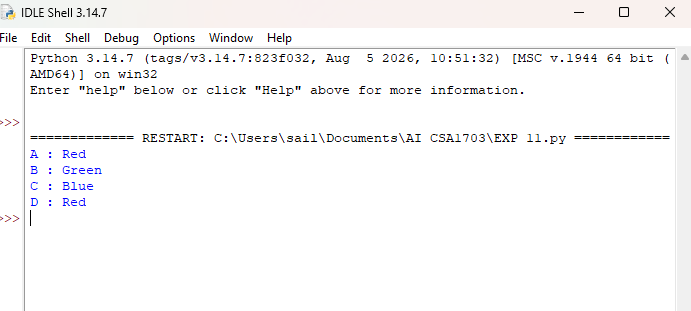 IDLE Shell 3.14.7
File Edit Shell Debug Options Window Help
Python 3.14.7 (tags/v3.14.7:823f032, Aug  5 2026, 10:51:32) [MSC v.1944 64 bit (
AMD64)] on win32
Enter "help" below or click "Help" above for more information.
>>>
============= RESTART: C:\Users\sail\Documents\AI CSA1703\EXP 11.py ============
A : Red
B : Green
C : Blue
D : Red
>>>